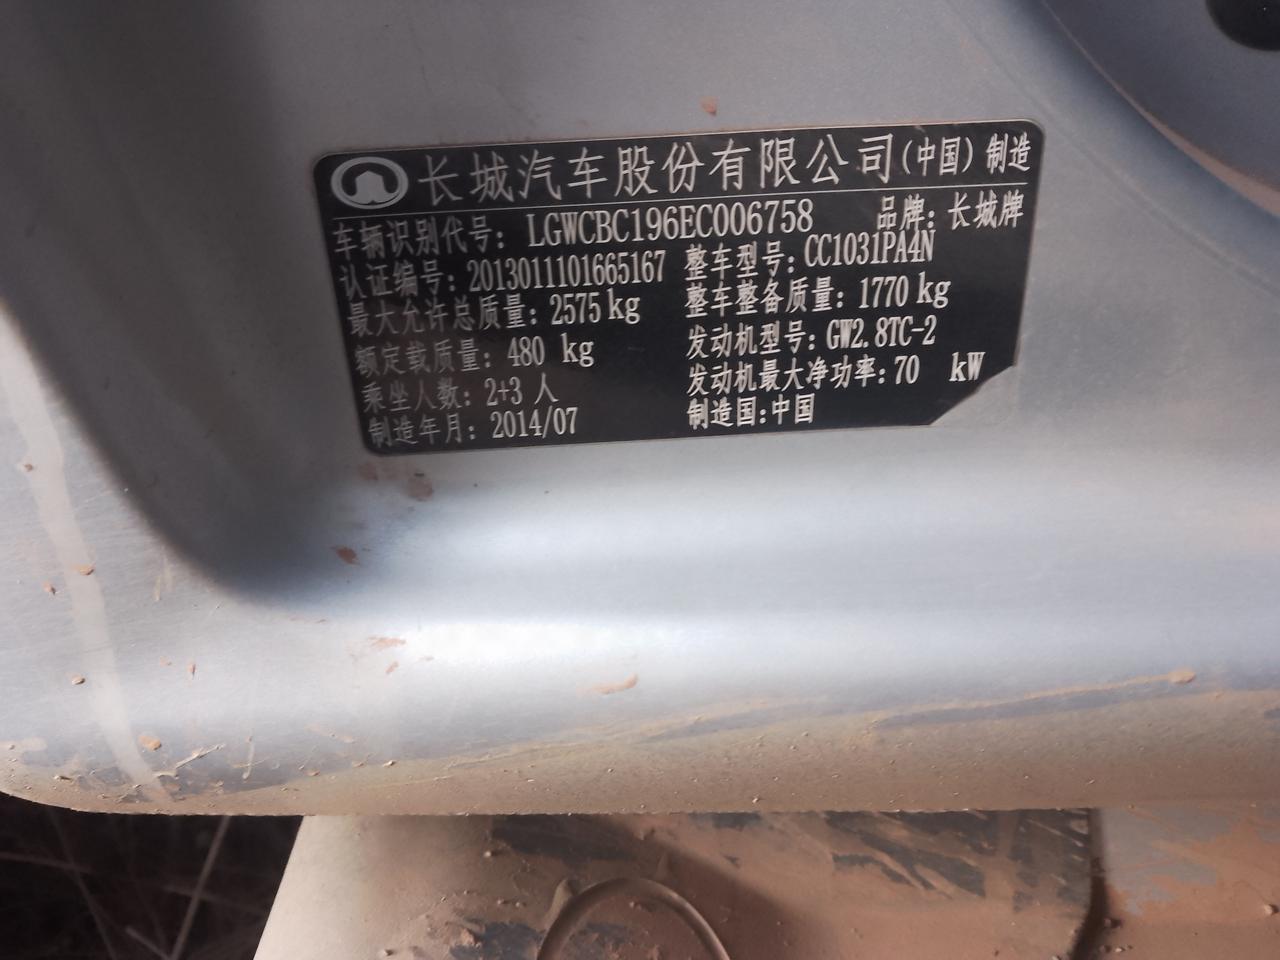 长城汽车股份有限公司(中国)制造
车辆识别代号: LGWCBC196EC006758 品牌: 长城牌
认证编号: 2013011101665167 整车型号: CC1031PA4N
最大允许总质量: 2575 kg 整车整备质量: 1770 kg
额定载质量: 480 kg 发动机型号: GW2.8TC-2
乘坐人数: 2+3 人 发动机最大净功率: 70 kW
制造年月: 2014/07 制造国: 中国